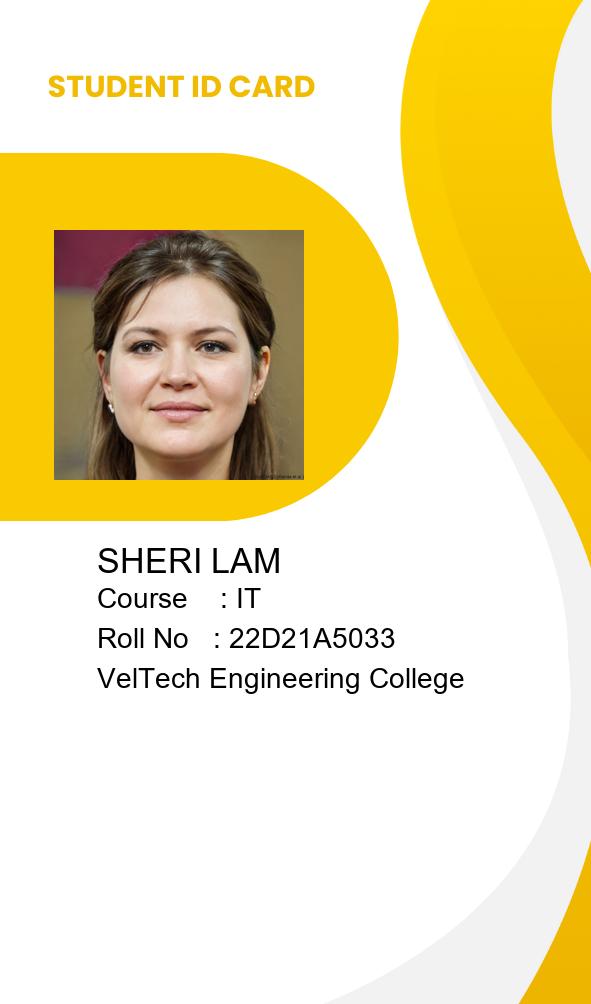 STUDENT ID CARD
SHERI LAM
Course : IT
Roll No : 22D21A5033
VelTech Engineering College